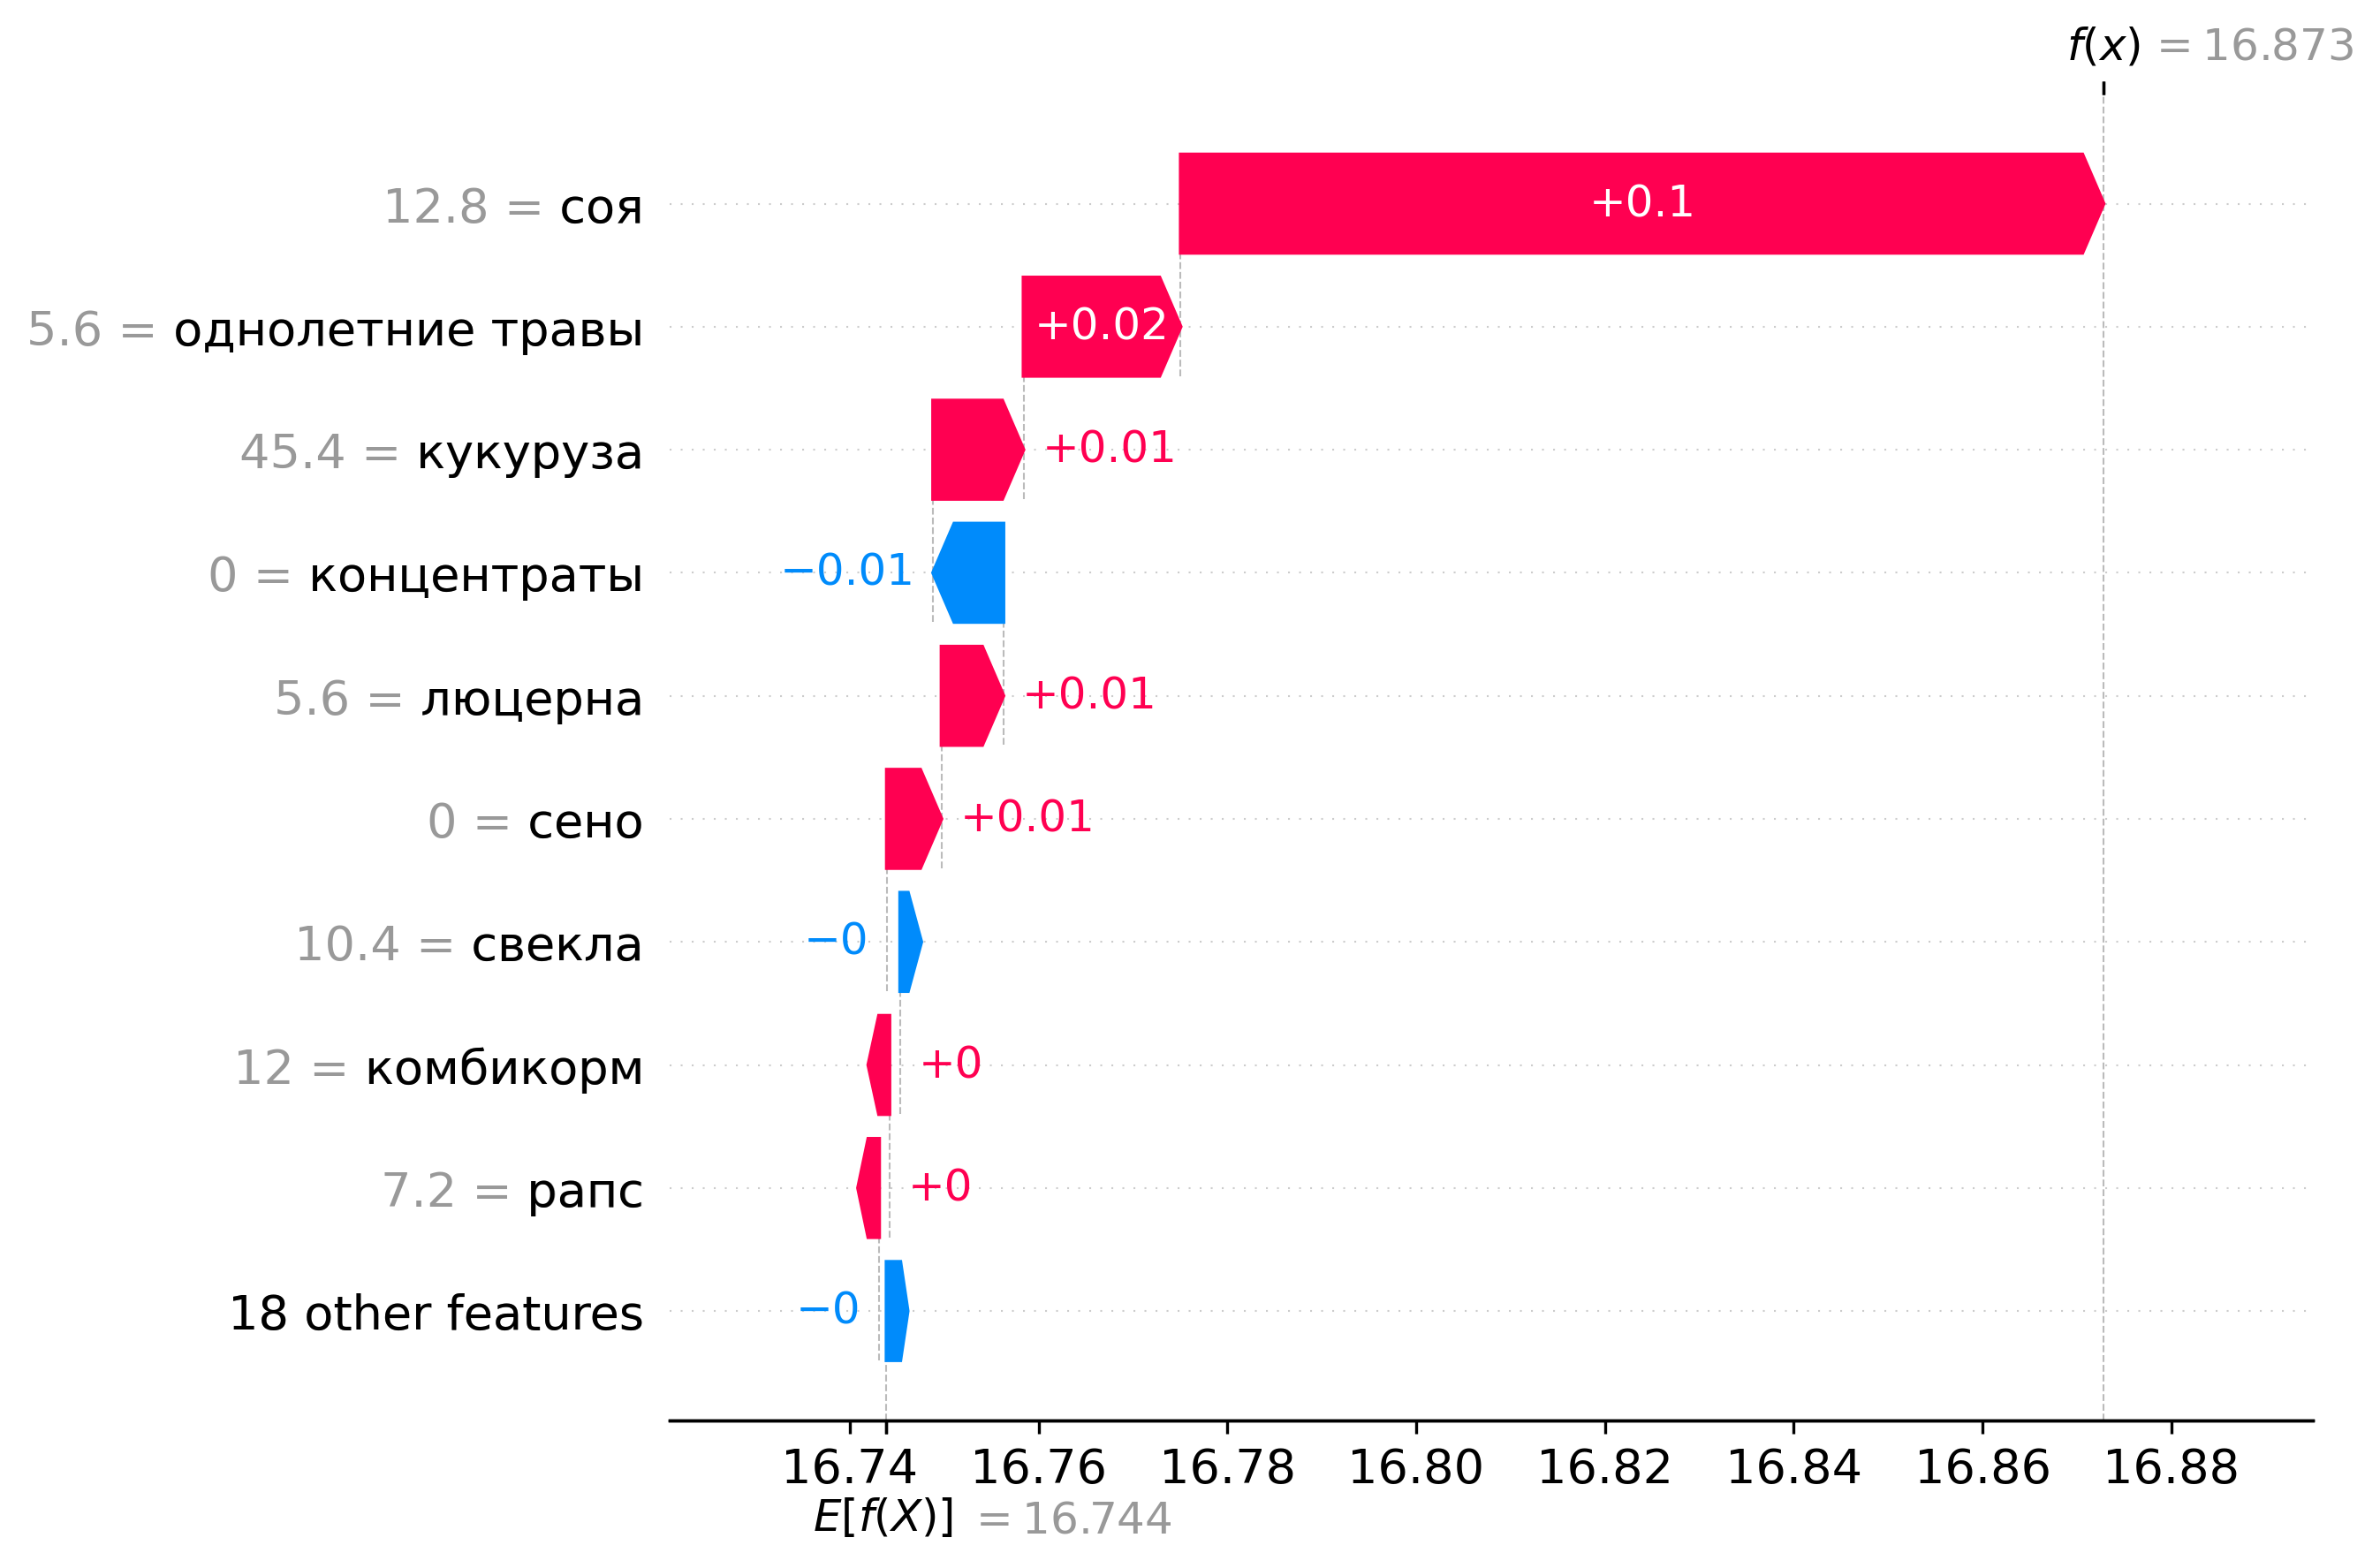 f(x) = 16.873
12.8 = соя
+0.1
5.6 = однолетние травы
+0.02
45.4 = кукуруза
+0.01
0 = концентраты
−0.01
5.6 = люцерна
+0.01
0 = сено
+0.01
10.4 = свекла
−0
12 = комбикорм
+0
7.2 = рапс
+0
18 other features
−0
16.74 16.76 16.78 16.80 16.82 16.84 16.86 16.88
E[f(X)] = 16.744